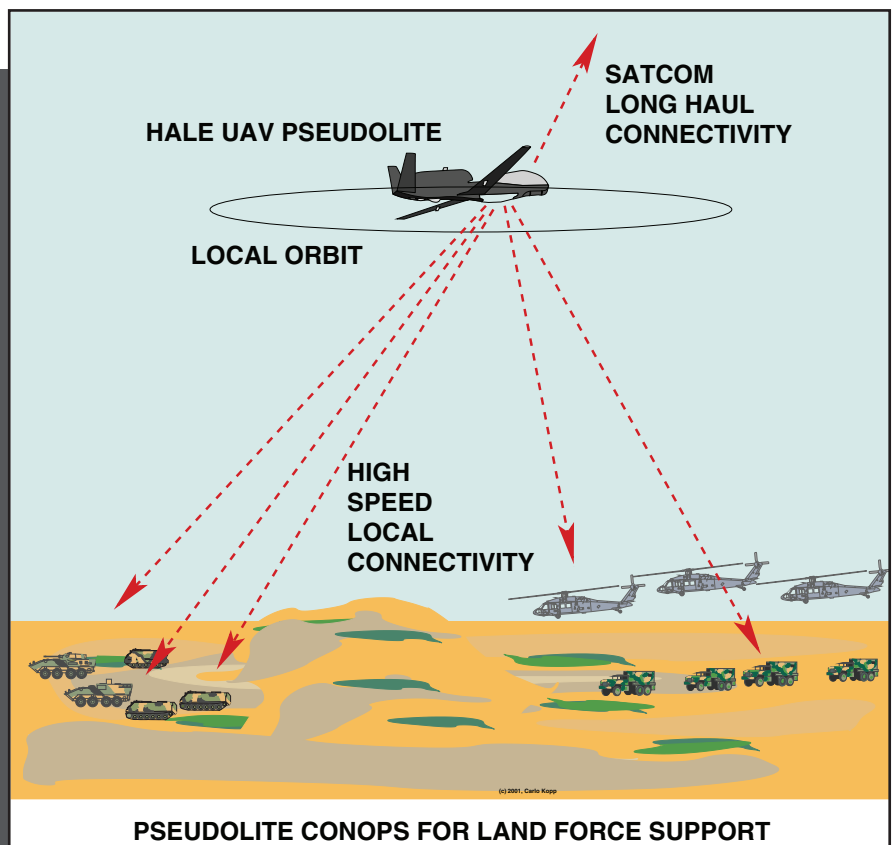 SATCOM
LONG HAUL
CONNECTIVITY
HALE UAV PSEUDOLITE
LOCAL ORBIT
HIGH
SPEED
LOCAL
CONNECTIVITY
(c) 2001, Carlo Kopp
PSEUDOLITE CONOPS FOR LAND FORCE SUPPORT